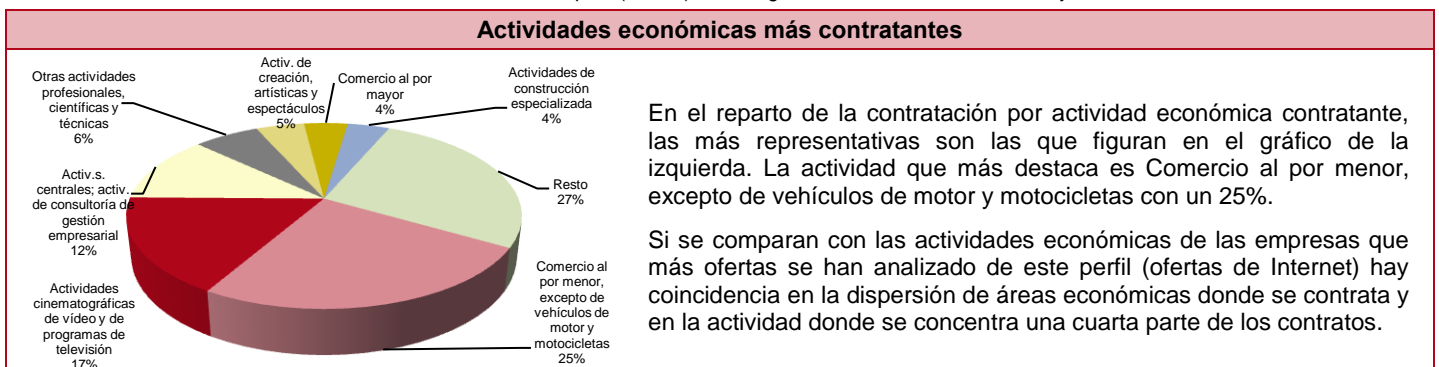 Actividades económicas más contratantes
Otras actividades
profesionales,
científicas y
técnicas
6%
Activ. de
creación,
artísticas y
espectáculos
5%
Comercio al por
mayor
4%
Actividades de
construcción
especializada
4%
Activ.s.
centrales; activ.
de consultoría de
gestión
empresarial
12%
Resto
27%
Actividades
cinematográficas
de vídeo y de
programas de
televisión
17%
Comercio al
por menor,
excepto de
vehículos de
motor y
motocicletas
25%
En el reparto de la contratación por actividad económica contratante,
las más representativas son las que figuran en el gráfico de la
izquierda. La actividad que más destaca es Comercio al por menor,
excepto de vehículos de motor y motocicletas con un 25%.
Si se comparan con las actividades económicas de las empresas que
más ofertas se han analizado de este perfil (ofertas de Internet) hay
coincidencia en la dispersión de áreas económicas donde se contrata y
en la actividad donde se concentra una cuarta parte de los contratos.